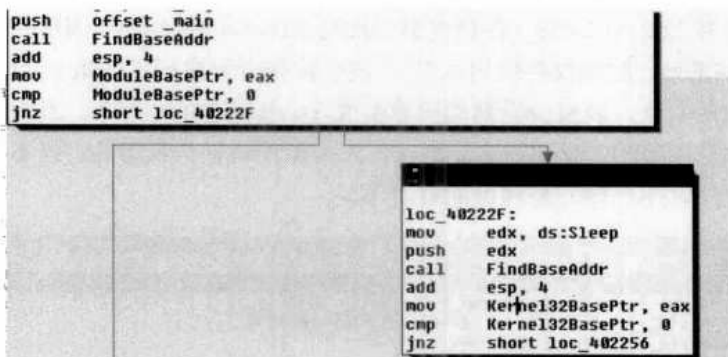 push offset _main
call FindBaseAddr
add esp, 4
mov ModuleBasePtr, eax
cmp ModuleBasePtr, 0
jnz short loc_40222F
loc_40222F:
mov edx, ds:Sleep
push edx
call FindBaseAddr
add esp, 4
mov Kernel32BasePtr, eax
cmp Kernel32BasePtr, 0
jnz short loc_402256